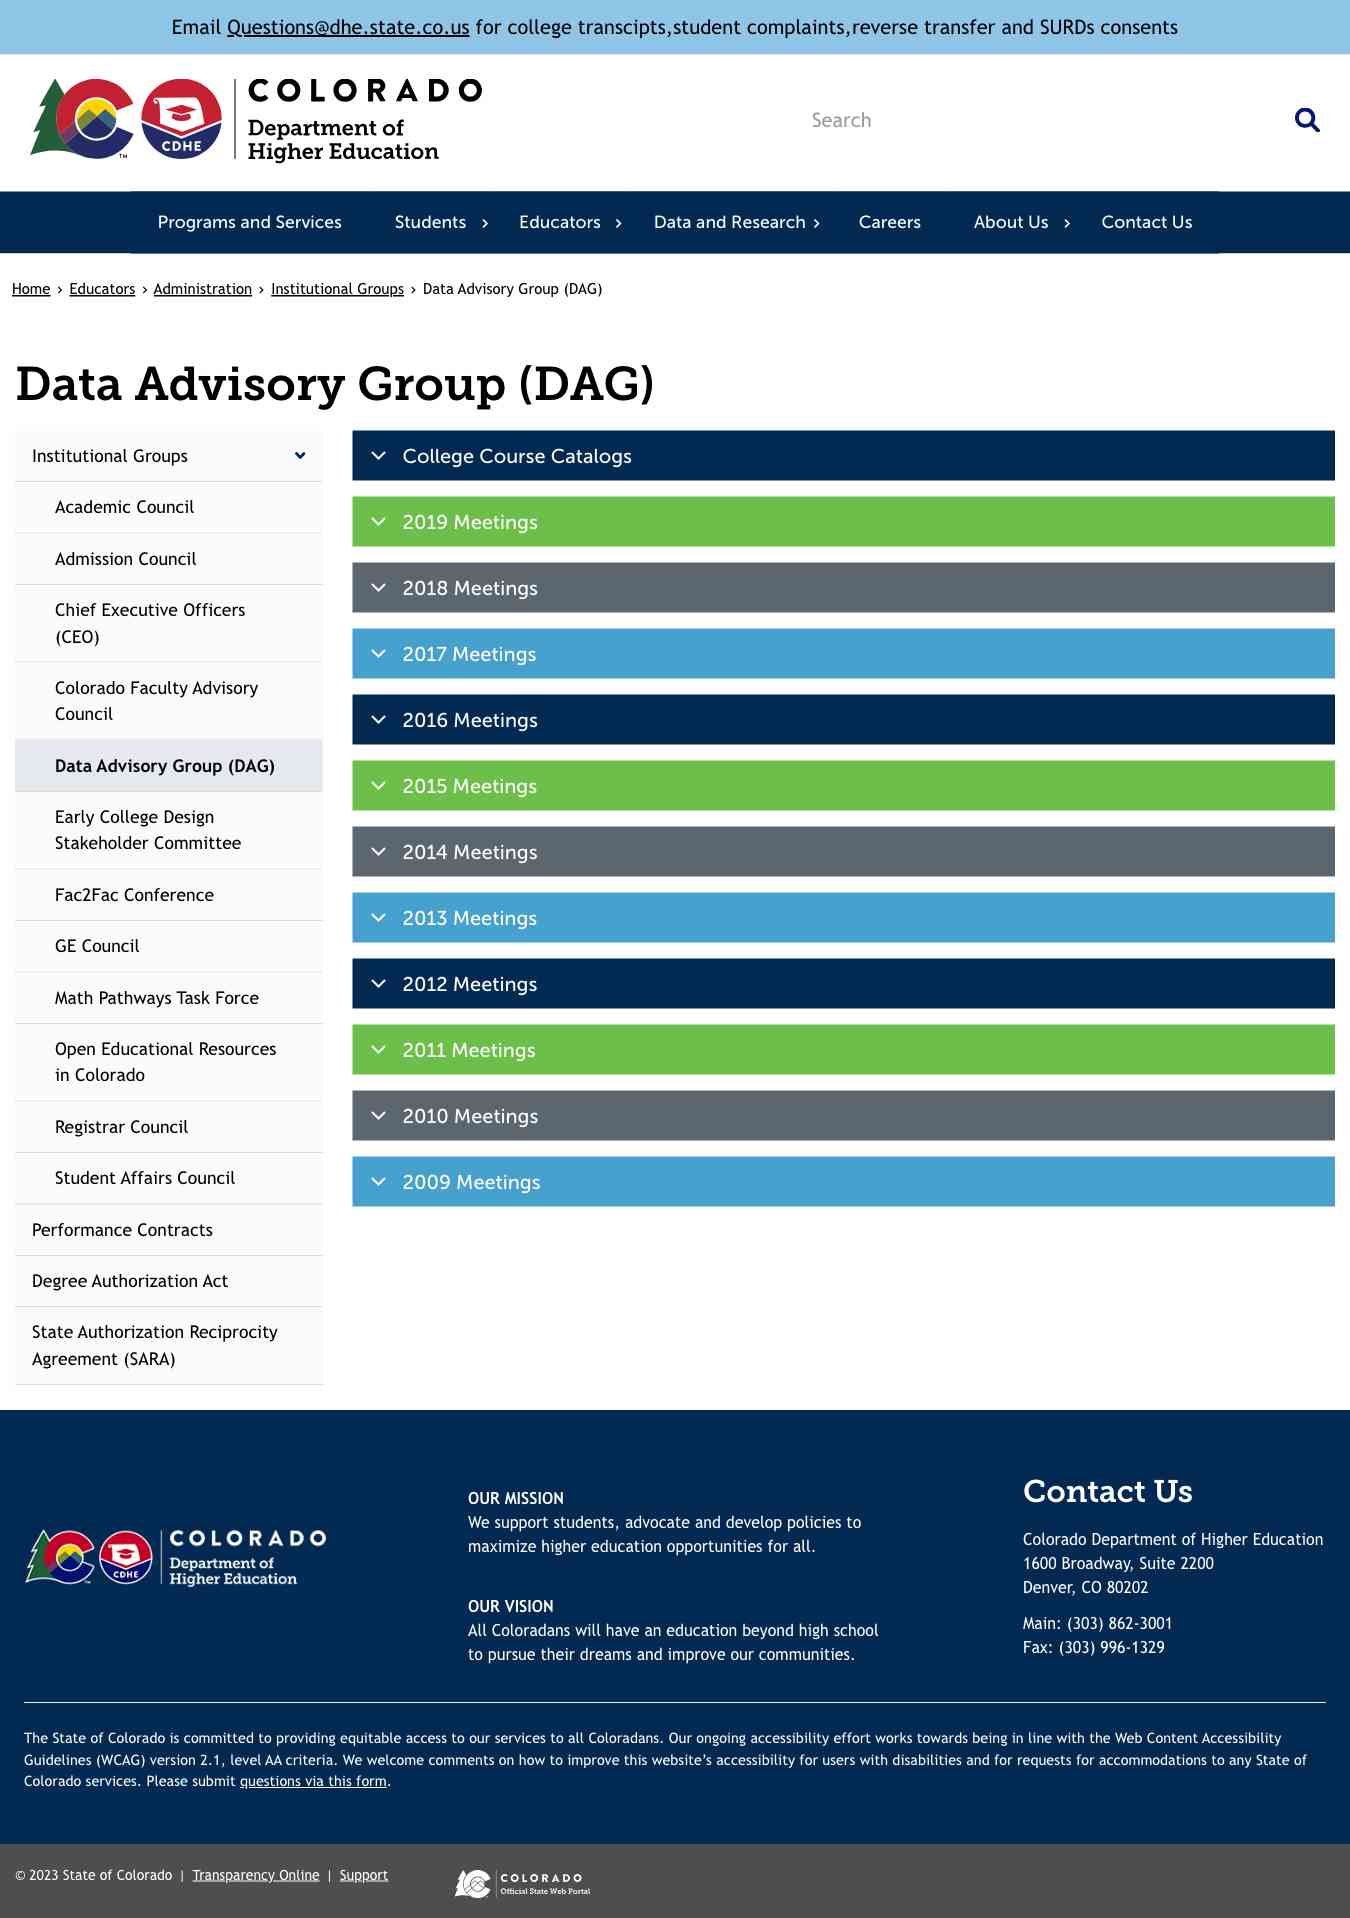 Email Questions@dhe.state.co.us for college transcipts,student complaints,reverse transfer and SURDs consents
CDHE
TM
COLORADO
Department of
Higher Education
Search
Programs and Services
Students
Educators
Data and Research
Careers
About Us
Contact Us
Home › Educators › Administration › Institutional Groups › Data Advisory Group (DAG)
Data Advisory Group (DAG)
Institutional Groups
Academic Council
Admission Council
Chief Executive Officers
(CEO)
Colorado Faculty Advisory
Council
Data Advisory Group (DAG)
Early College Design
Stakeholder Committee
Fac2Fac Conference
GE Council
Math Pathways Task Force
Open Educational Resources
in Colorado
Registrar Council
Student Affairs Council
Performance Contracts
Degree Authorization Act
State Authorization Reciprocity
Agreement (SARA)
College Course Catalogs
2019 Meetings
2018 Meetings
2017 Meetings
2016 Meetings
2015 Meetings
2014 Meetings
2013 Meetings
2012 Meetings
2011 Meetings
2010 Meetings
2009 Meetings
CDHE
COLORADO
Department of
Higher Education
OUR MISSION
We support students, advocate and develop policies to
maximize higher education opportunities for all.
OUR VISION
All Coloradans will have an education beyond high school
to pursue their dreams and improve our communities.
Contact Us
Colorado Department of Higher Education
1600 Broadway, Suite 2200
Denver, CO 80202
Main: (303) 862-3001
Fax: (303) 996-1329
The State of Colorado is committed to providing equitable access to our services to all Coloradans. Our ongoing accessibility effort works towards being in line with the Web Content Accessibility
Guidelines (WCAG) version 2.1, level AA criteria. We welcome comments on how to improve this website's accessibility for users with disabilities and for requests for accommodations to any State of
Colorado services. Please submit questions via this form.
© 2023 State of Colorado | Transparency Online | Support
COLORADO
Official State Web Portal